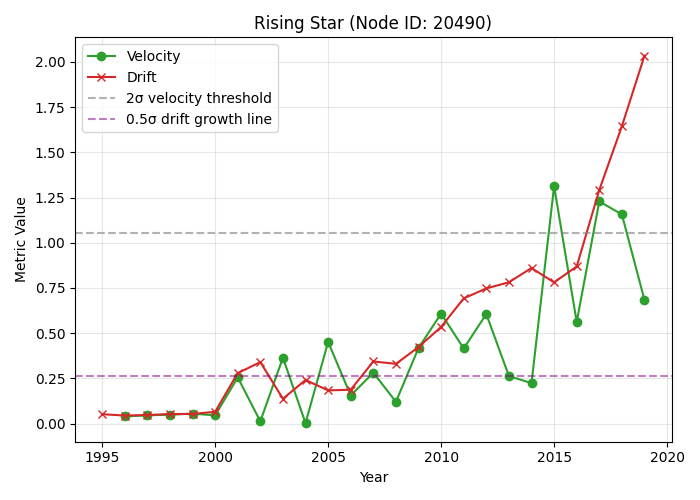 Rising Star (Node ID: 20490)
Velocity
Drift
2σ velocity threshold
0.5σ drift growth line
Metric Value
2.00
1.75
1.50
1.25
1.00
0.75
0.50
0.25
0.00
1995 2000 2005 2010 2015 2020
Year